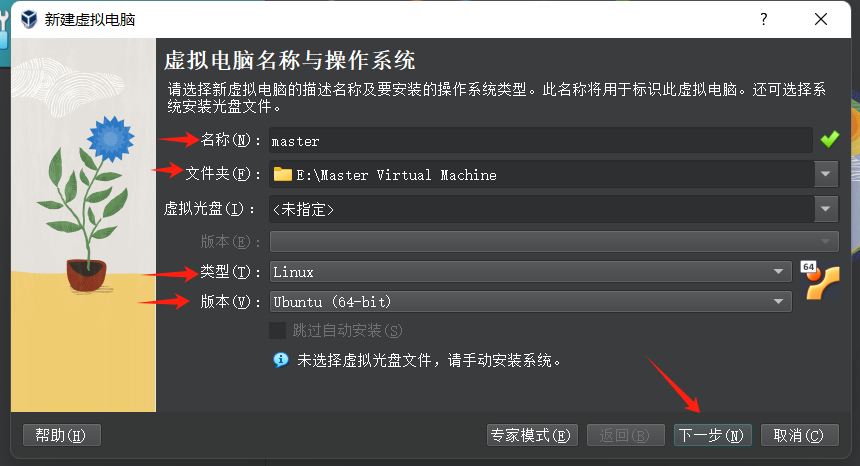 新建虚拟电脑
?
虚拟电脑名称与操作系统
请选择新虚拟电脑的描述名称及要安装的操作系统类型。此名称将用于标识此虚拟电脑。还可选择系
统安装光盘文件。
名称(N)： master
文件夹(F)： E:\Master Virtual Machine
虚拟光盘(I)： <未指定>
版本(E)：
类型(T)： Linux
64
版本(V)： Ubuntu (64-bit)
跳过自动安装(S)
未选择虚拟光盘文件，请手动安装系统。
帮助(H) 专家模式(E) 返回(B) 下一步(N) 取消(C)